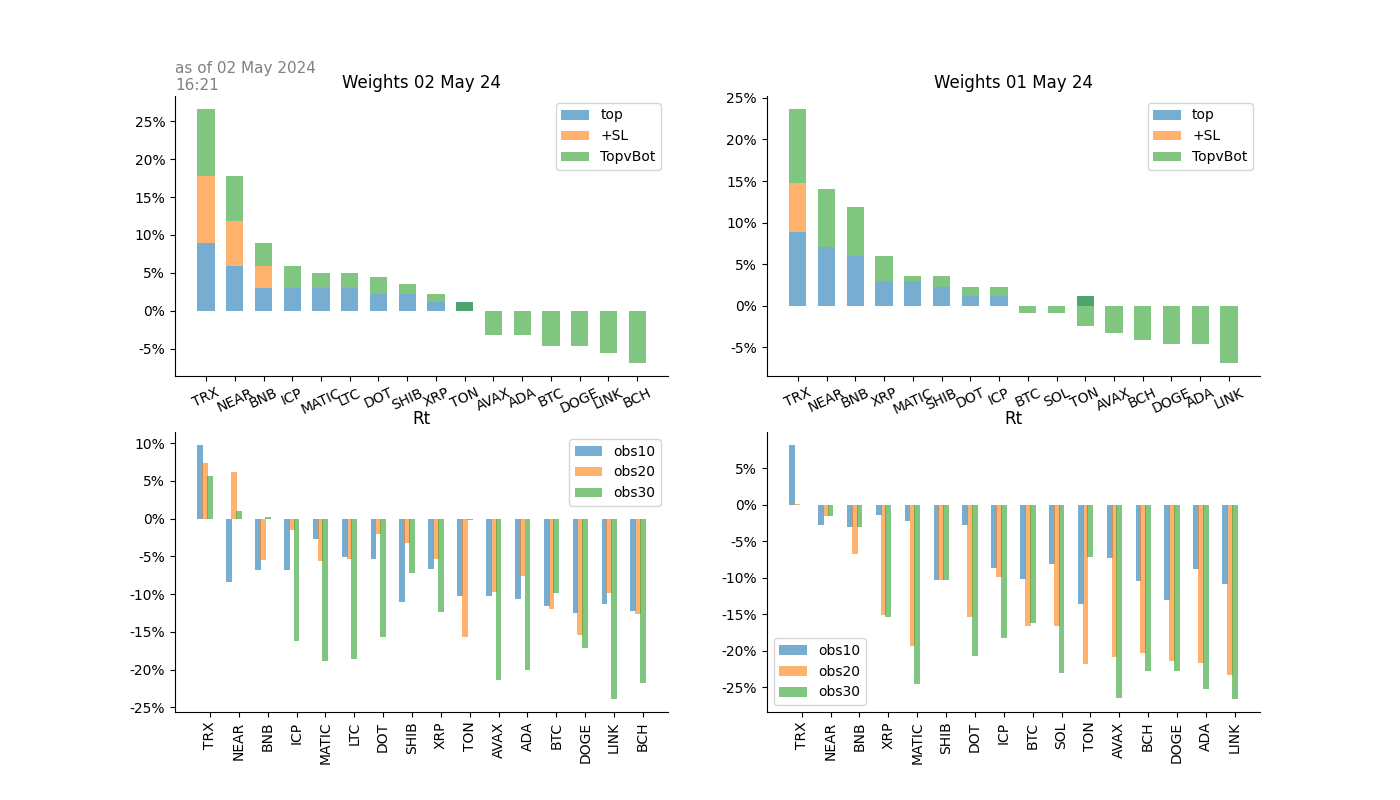 as of 02 May 2024
16:21
Weights 02 May 24
25%
20%
15%
10%
5%
0%
-5%
top
+SL
TopvBot
TRX NEAR BNB ICP MATIC LTC DOT SHIB XRP TON AVAX ADA BTC DOGE LINK BCH
Weights 01 May 24
25%
20%
15%
10%
5%
0%
-5%
top
+SL
TopvBot
TRX NEAR BNB XRP MATIC SHIB DOT ICP BTC SOL TON AVAX BCH DOGE ADA LINK
Rt
10%
5%
0%
-5%
-10%
-15%
-20%
-25%
obs10
obs20
obs30
TRX NEAR BNB ICP MATIC LTC DOT SHIB XRP TON AVAX ADA BTC DOGE LINK BCH
Rt
5%
0%
-5%
-10%
-15%
-20%
-25%
obs10
obs20
obs30
TRX NEAR BNB XRP MATIC SHIB DOT ICP BTC SOL TON AVAX BCH DOGE ADA LINK